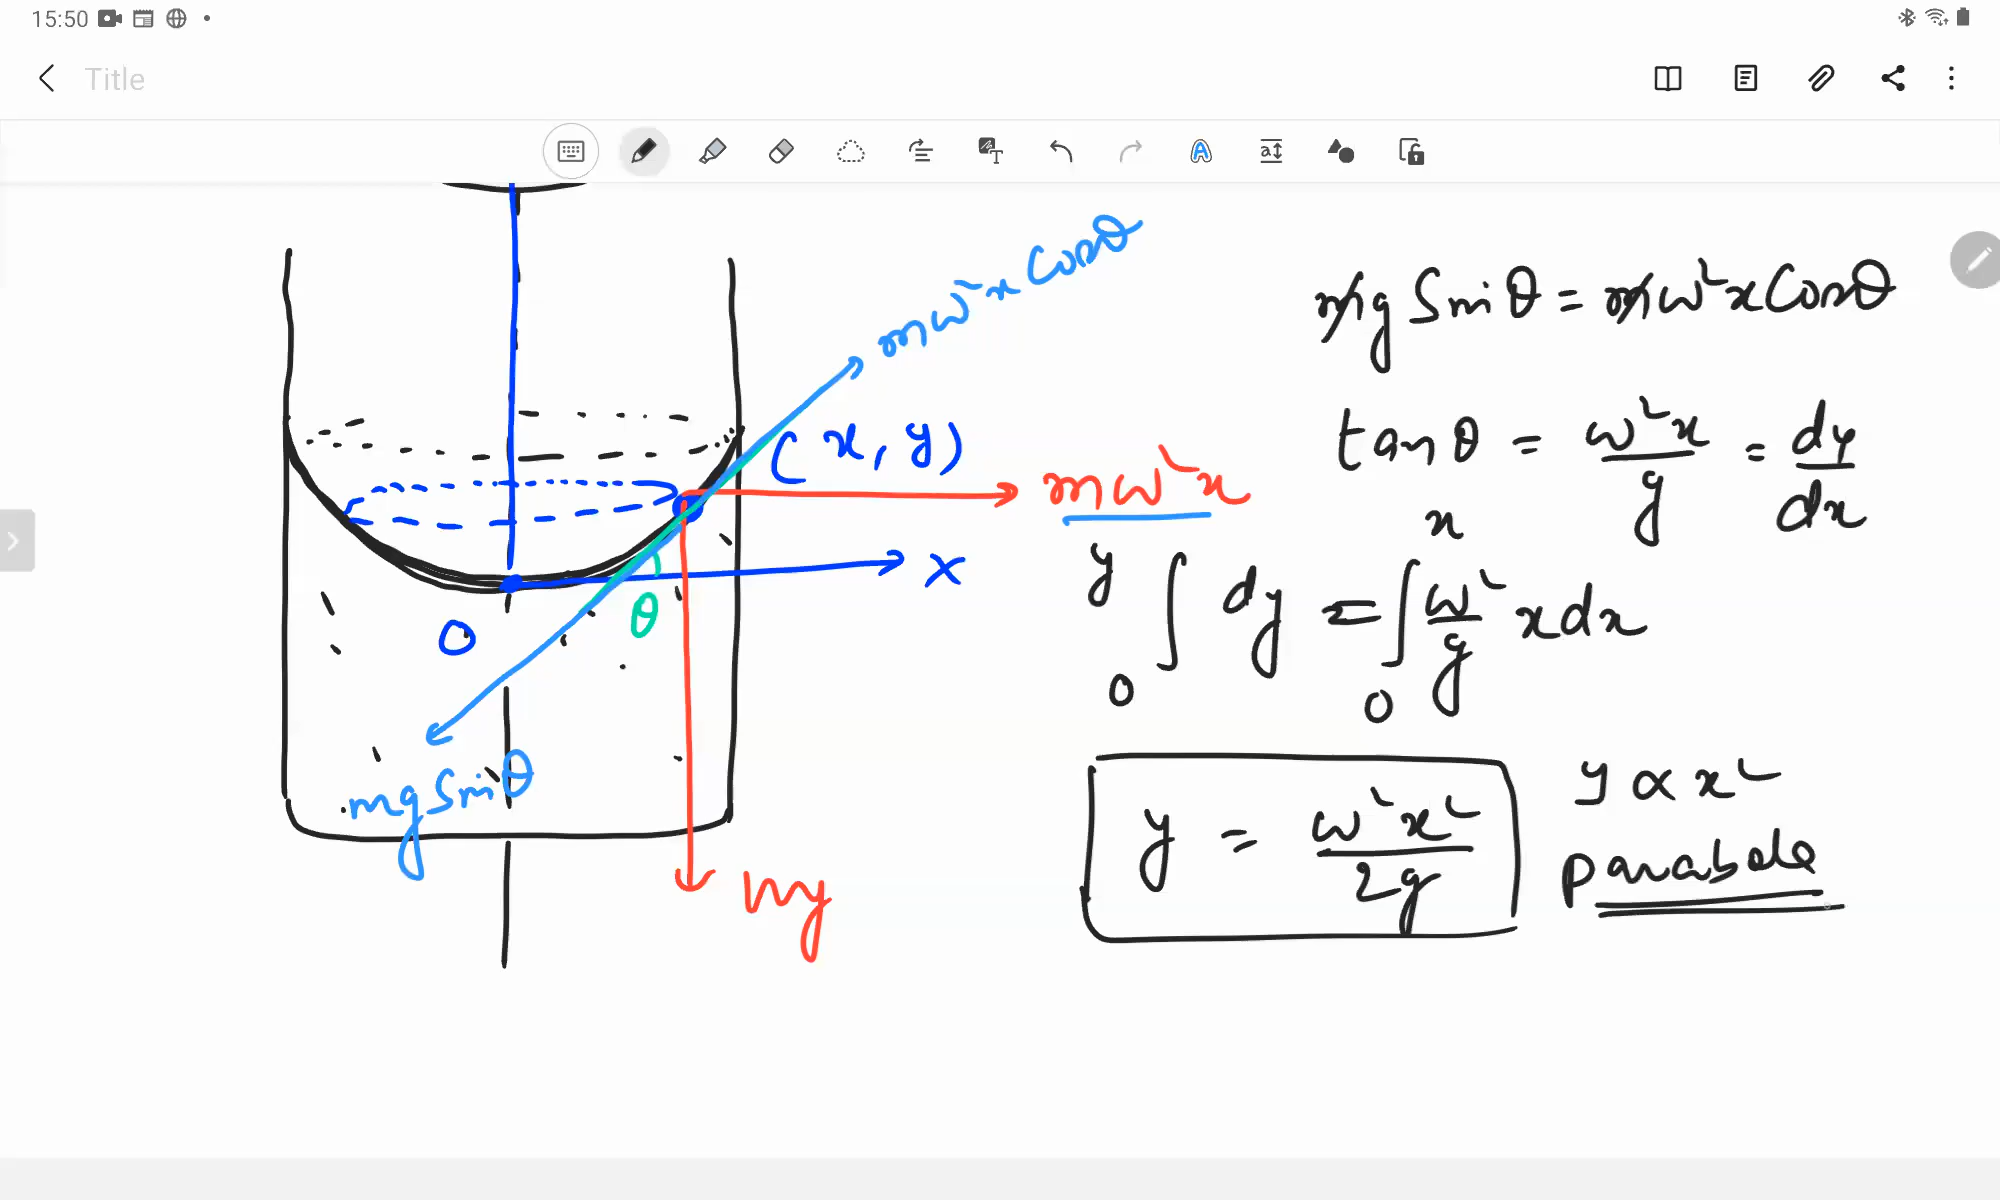 15:50
Title
mω²x Cosθ
(x, y)
mω²x
x
θ
O
mg Sinθ
mg
mg Sinθ = mω²x Cosθ
tan θ = ω²x/g = dy/dx
∫₀^y dy = ∫₀^x ω²/g x dx
y = ω²x²/2g
y ∝ x²
parabola